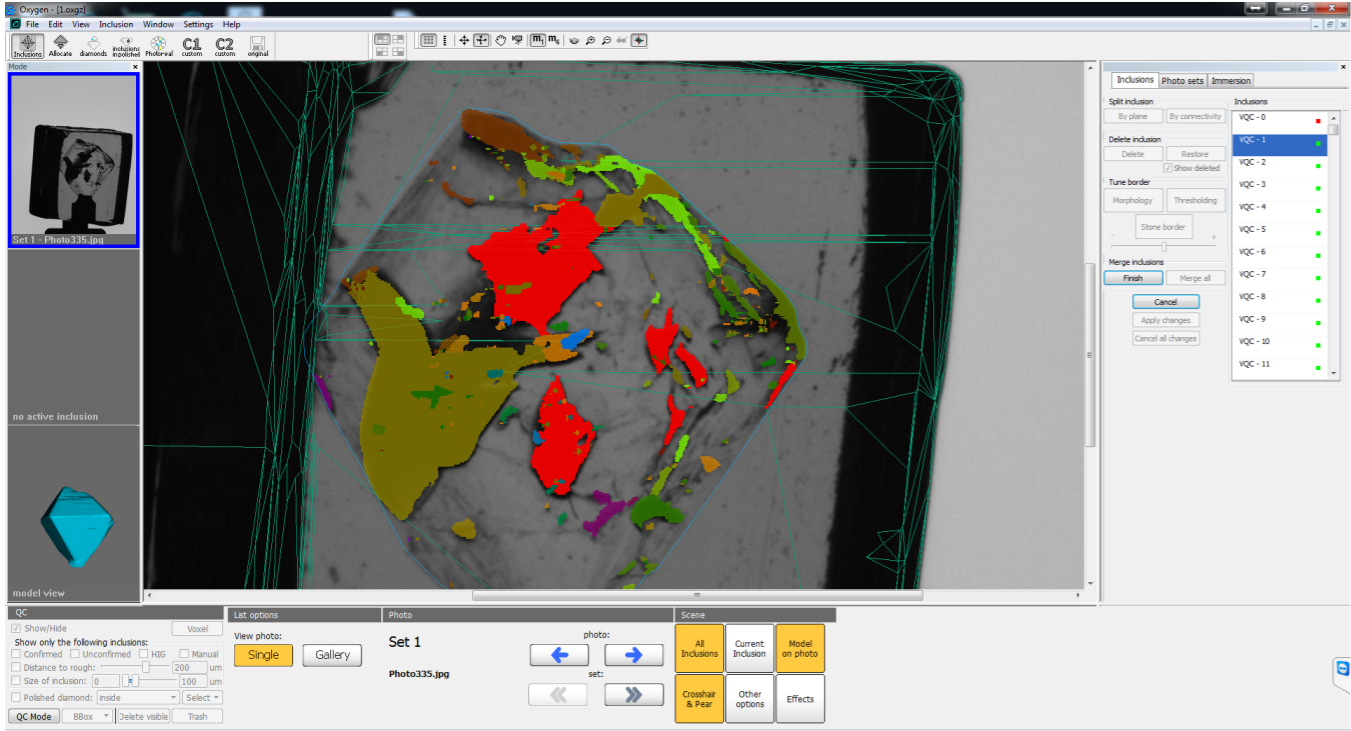 Oxygen - [1.oxgz]
File Edit View Inclusion Window Settings Help
Inclusions Allocate diamonds inclusions inpolished Photoreal C1 custom C2 custom original
m₁
Mode
Set 1 - Photo335.jpg
no active inclusion
model view
Inclusions Photo sets Immersion
Split inclusion
By plane By connectivity
Delete inclusion
Delete Restore
Show deleted
Tune border
Morphology Thresholding
Stone border
- +
Merge inclusions
Finish Merge all
Cancel
Apply changes
Cancel all changes
Inclusions
VQC - 0
VQC - 1
VQC - 2
VQC - 3
VQC - 4
VQC - 5
VQC - 6
VQC - 7
VQC - 8
VQC - 9
VQC - 10
VQC - 11
QC
Show/Hide Voxel
Show only the following inclusions:
Confirmed Unconfirmed HIG Manual
Distance to rough: 200 um
Size of inclusion: 0 100 um
Polished diamond: inside Select
QC Mode BBox Delete visible Trash
List options
View photo:
Single Gallery
Photo
Set 1
Photo335.jpg
photo:
set:
Scene
All Inclusions
Current Inclusion
Model on photo
Crosshair & Pear
Other options
Effects